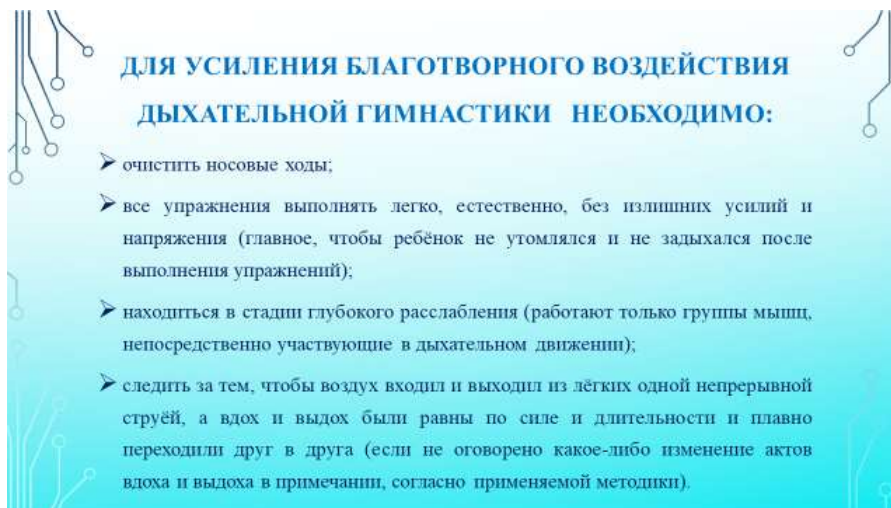 ДЛЯ УСИЛЕНИЯ БЛАГОТВОРНОГО ВОЗДЕЙСТВИЯ
ДЫХАТЕЛЬНОЙ ГИМНАСТИКИ НЕОБХОДИМО:
➢ очистить носовые ходы;
➢ все упражнения выполнять легко, естественно, без излишних усилий и
напряжения (главное, чтобы ребёнок не утомлялся и не задыхался после
выполнения упражнений);
➢ находиться в стадии глубокого расслабления (работают только группы мышц,
непосредственно участвующие в дыхательном движении);
➢ следить за тем, чтобы воздух входил и выходил из лёгких одной непрерывной
струёй, а вдох и выдох были равны по силе и длительности и плавно
переходили друг в друга (если не оговорено какое-либо изменение актов
вдоха и выдоха в примечании, согласно применяемой методики).